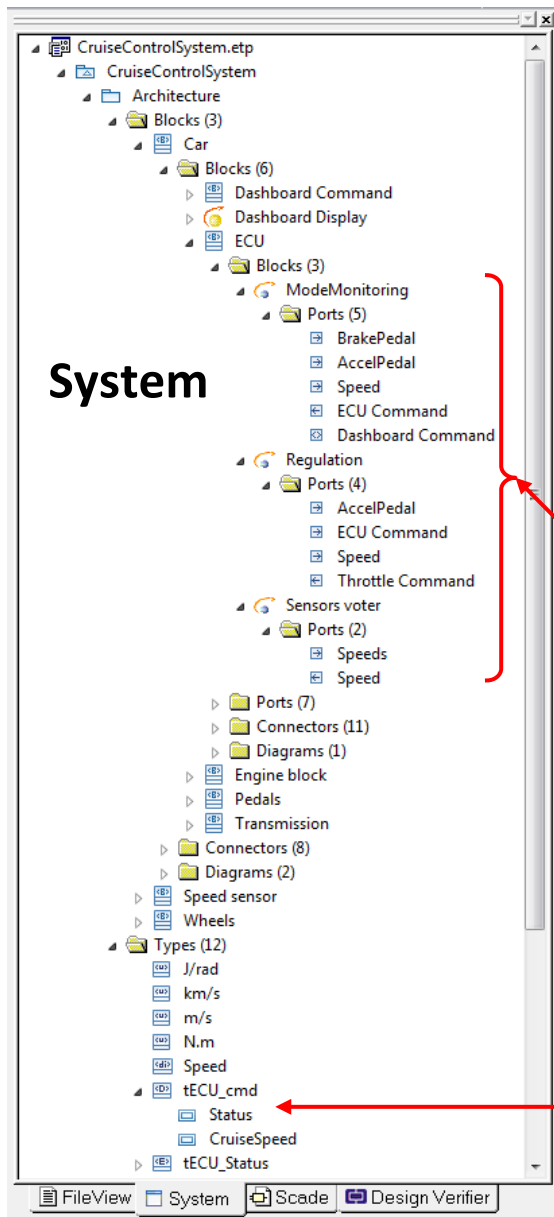 CruiseControlSystem.etp
CruiseControlSystem
Architecture
Blocks (3)
Car
Blocks (6)
Dashboard Command
Dashboard Display
ECU
Blocks (3)
ModeMonitoring
Ports (5)
BrakePedal
AccelPedal
System
Speed
ECU Command
Dashboard Command
Regulation
Ports (4)
AccelPedal
ECU Command
Speed
Throttle Command
Sensors voter
Ports (2)
Speeds
Speed
Ports (7)
Connectors (11)
Diagrams (1)
Engine block
Pedals
Transmission
Connectors (8)
Diagrams (2)
Speed sensor
Wheels
Types (12)
J/rad
km/s
m/s
N.m
Speed
tECU_cmd
Status
CruiseSpeed
tECU_Status
FileView System Scade Design Verifier